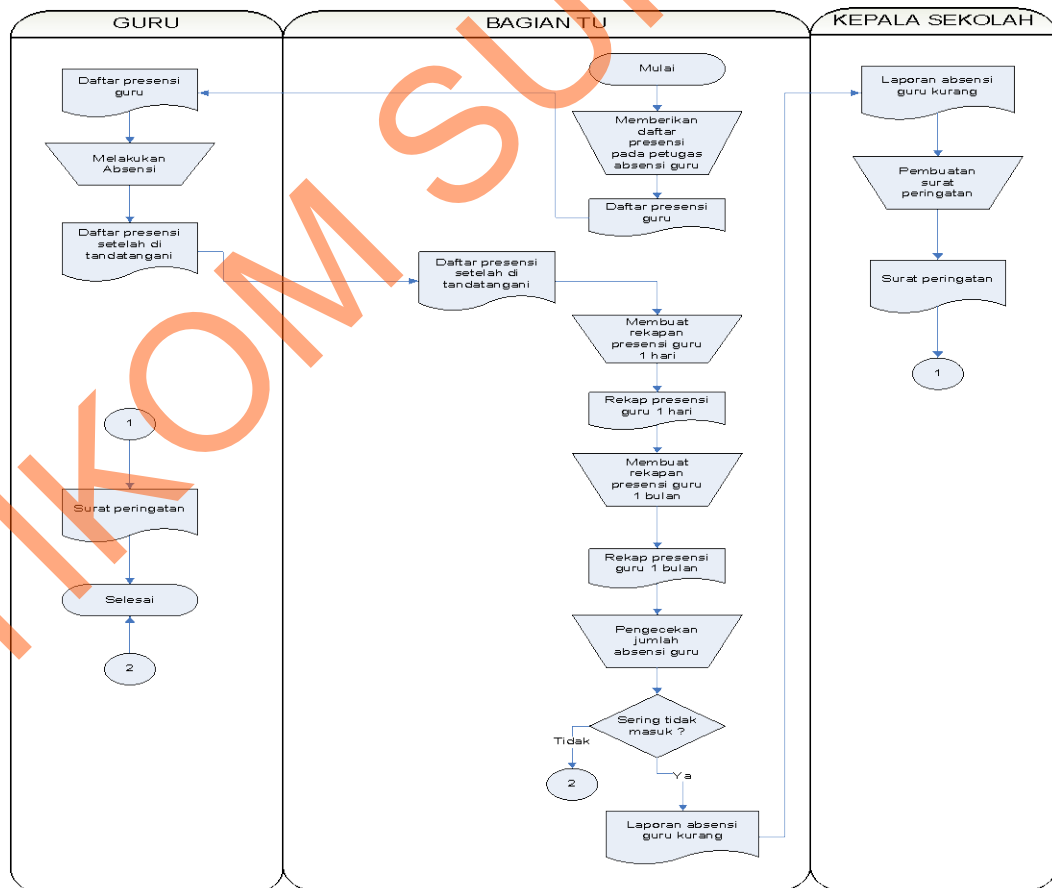 GURU
BAGIAN TU
KEPALA SEKOLAH
Daftar presensi
guru
Melakukan
Absensi
Daftar presensi
setelah di
tandatangani
1
Surat peringatan
Selesai
2
Mulai
Memberikan
daftar
presensi
pada petugas
absensi guru
Daftar presensi
guru
Daftar presensi
setelah di
tandatangani
Membuat
rekapan
presensi guru
1 hari
Rekap presensi
guru 1 hari
Membuat
rekapan
presensi guru
1 bulan
Rekap presensi
guru 1 bulan
Pengecekan
jumlah
absensi guru
Sering tidak
masuk ?
Tidak
2
Ya
Laporan absensi
guru kurang
Laporan absensi
guru kurang
Pembuatan
surat
peringatan
Surat peringatan
1
IKOM SU